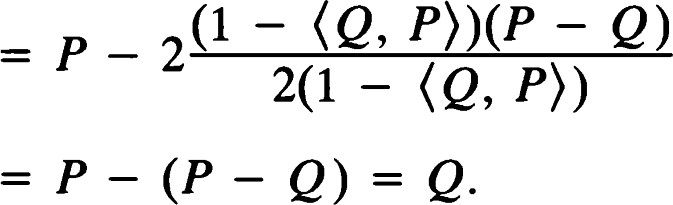 = P − 2 (1 − ⟨Q, P⟩)(P − Q) / 2(1 − ⟨Q, P⟩)
= P − (P − Q) = Q.